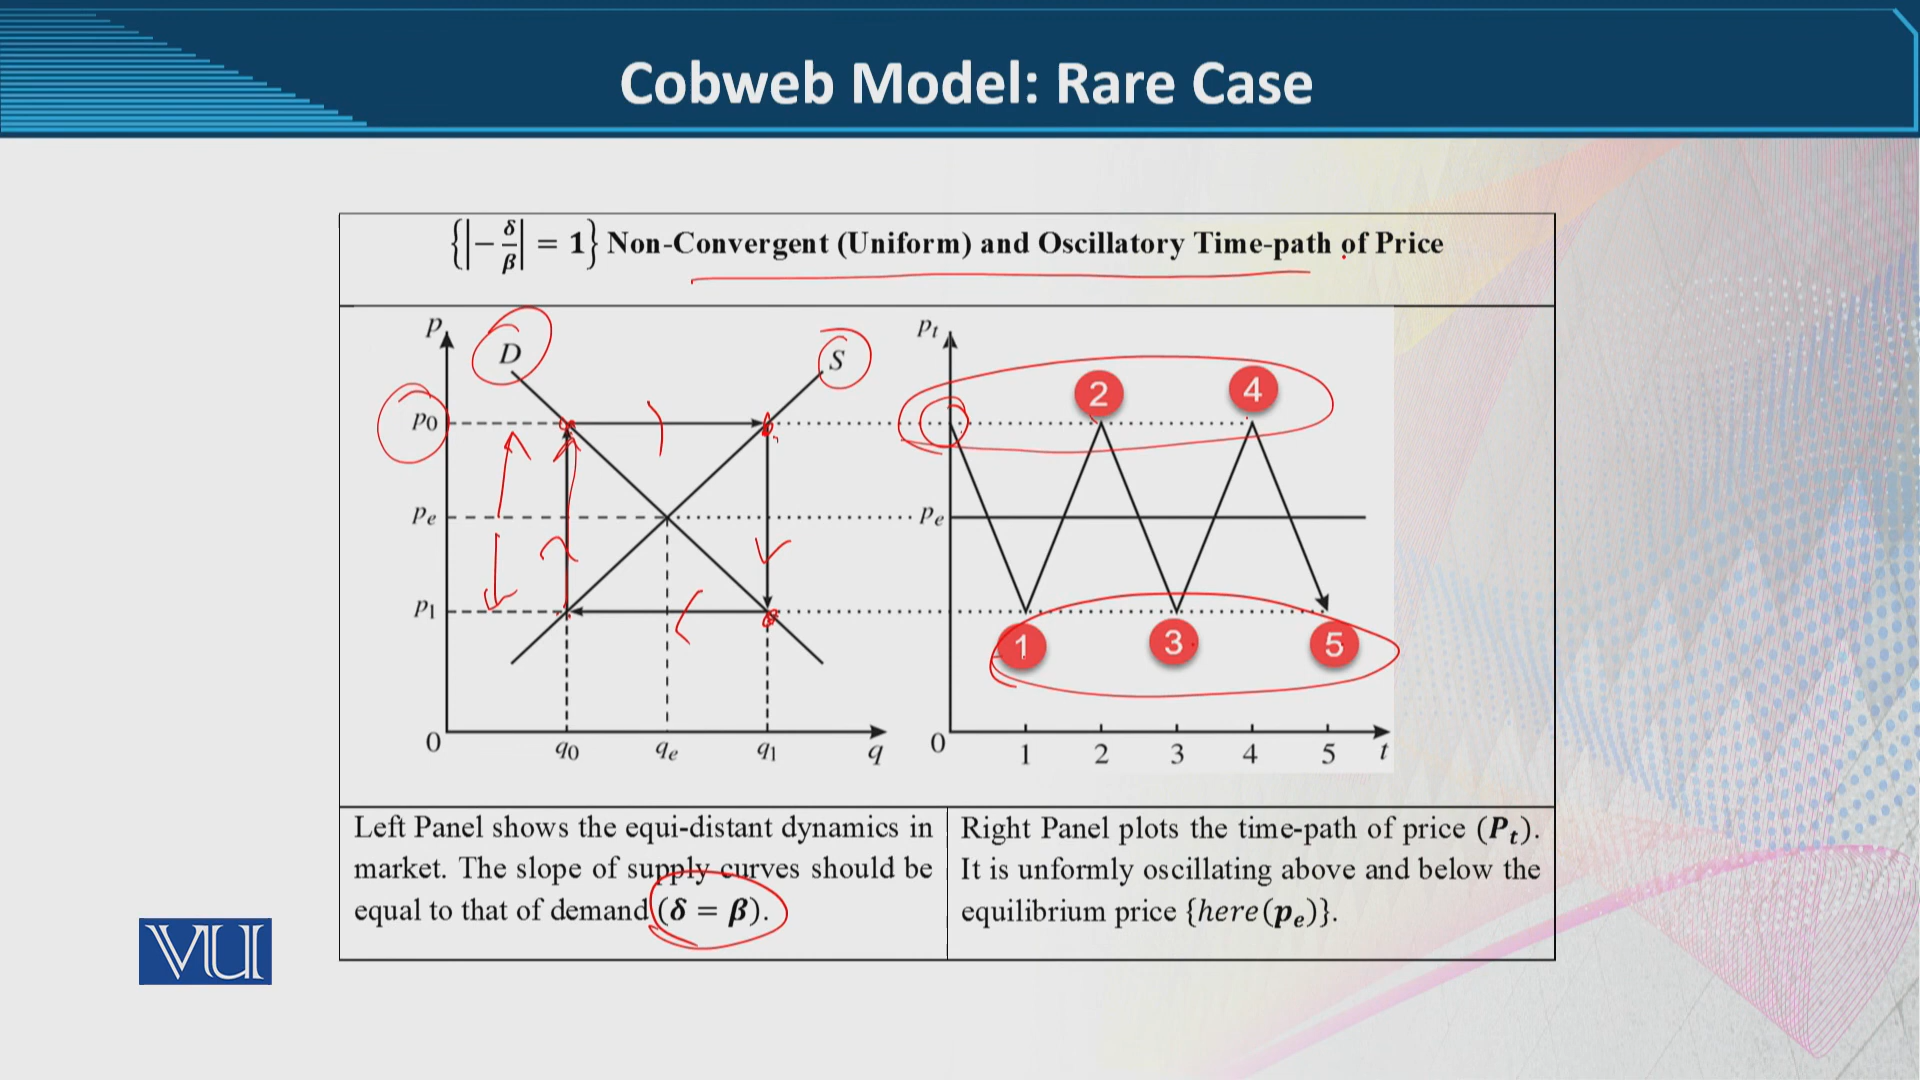 Cobweb Model: Rare Case
{|−δ/β| = 1} Non-Convergent (Uniform) and Oscillatory Time-path of Price
P
D
S
p0
pe
p1
0
q0
qe
q1
q
Pt
2
4
pe
1
3
5
0
1
2
3
4
5
t
Left Panel shows the equi-distant dynamics in
market. The slope of supply curves should be
equal to that of demand (δ = β).
Right Panel plots the time-path of price (Pt).
It is unformly oscillating above and below the
equilibrium price {here(pe)}.
VU